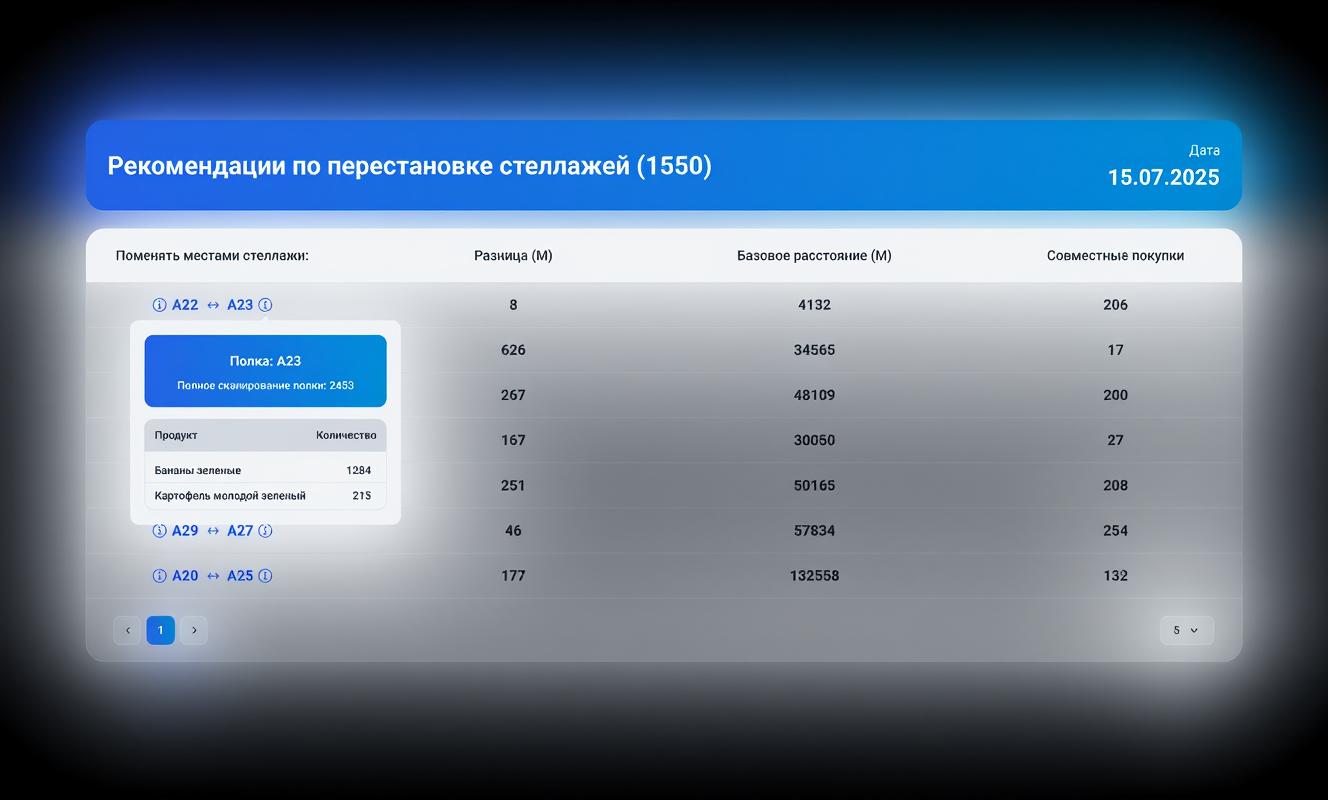 Рекомендации по перестановке стеллажей (1550)
Дата
15.07.2025
Поменять местами стеллажи: Разница (М) Базовое расстояние (М) Совместные покупки
A22 ↔ A23 8 4132 206
626 34565 17
267 48109 200
167 30050 27
251 50165 208
Полка: A23
Полное сканирование полки: 2453
Продукт Количество
Бананы зеленые 1284
Картофель молодой зеленый 215
A29 ↔ A27 46 57834 254
A20 ↔ A25 177 132558 132
‹ 1 › 5